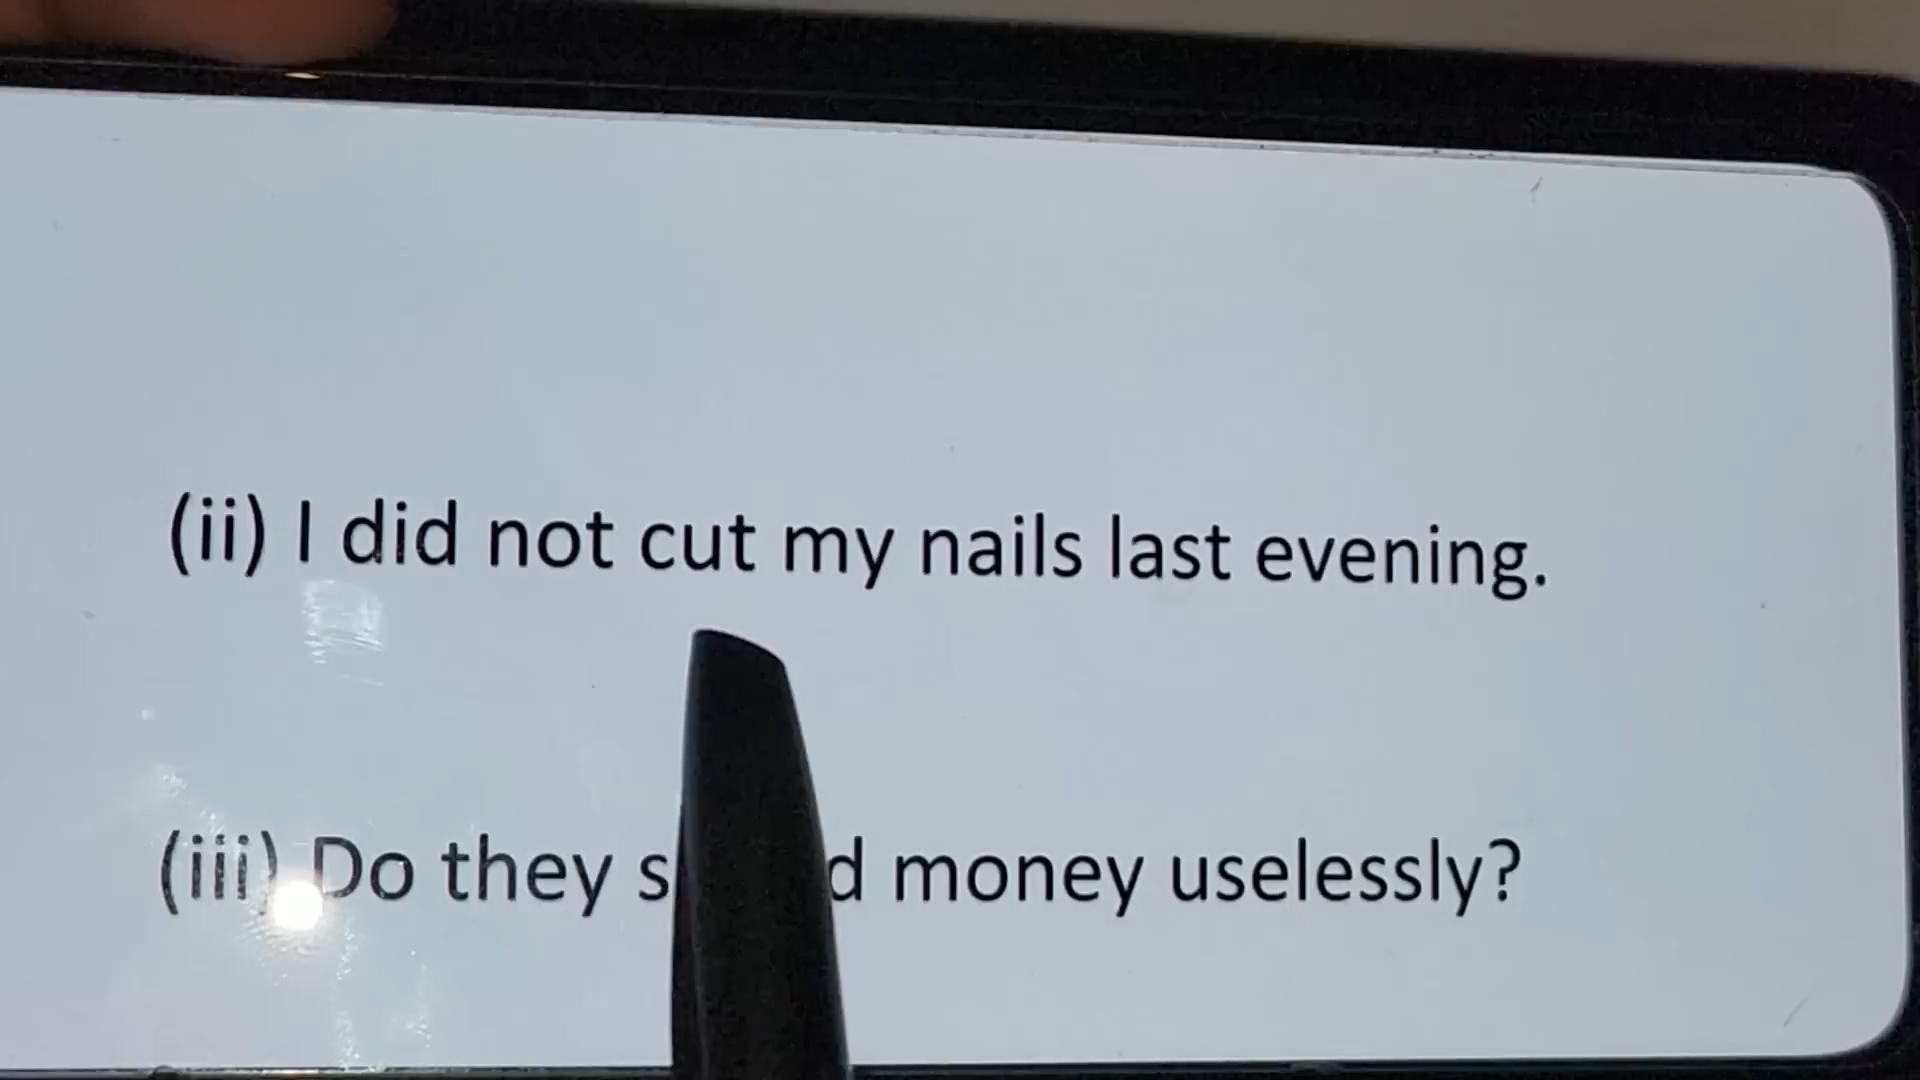 (ii) I did not cut my nails last evening.
(iii) Do they money uselessly?